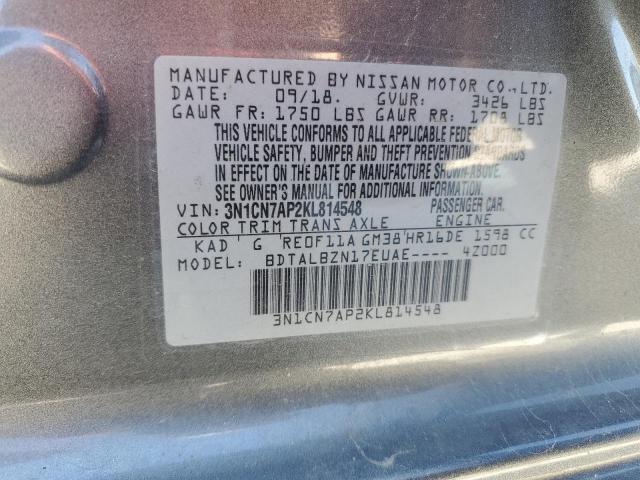 MANUFACTURED BY NISSAN MOTOR CO.,LTD.
DATE: 09/18. GVWR: 3426 LBS
GAWR FR: 1750 LBS GAWR RR: 1708 LBS
THIS VEHICLE CONFORMS TO ALL APPLICABLE FEDERAL MOTOR
VEHICLE SAFETY, BUMPER AND THEFT PREVENTION STANDARDS
IN EFFECT ON THE DATE OF MANUFACTURE SHOWN ABOVE.
SEE OWNER'S MANUAL FOR ADDITIONAL INFORMATION.
VIN: 3N1CN7AP2KL814548 PASSENGER CAR.
COLOR TRIM TRANS AXLE ENGINE
KAD ' G 'RE0F11A GM38'HR16DE 1598 CC
MODEL: BDTALBZN17EUAE---- 4Z000
3N1CN7AP2KL814548